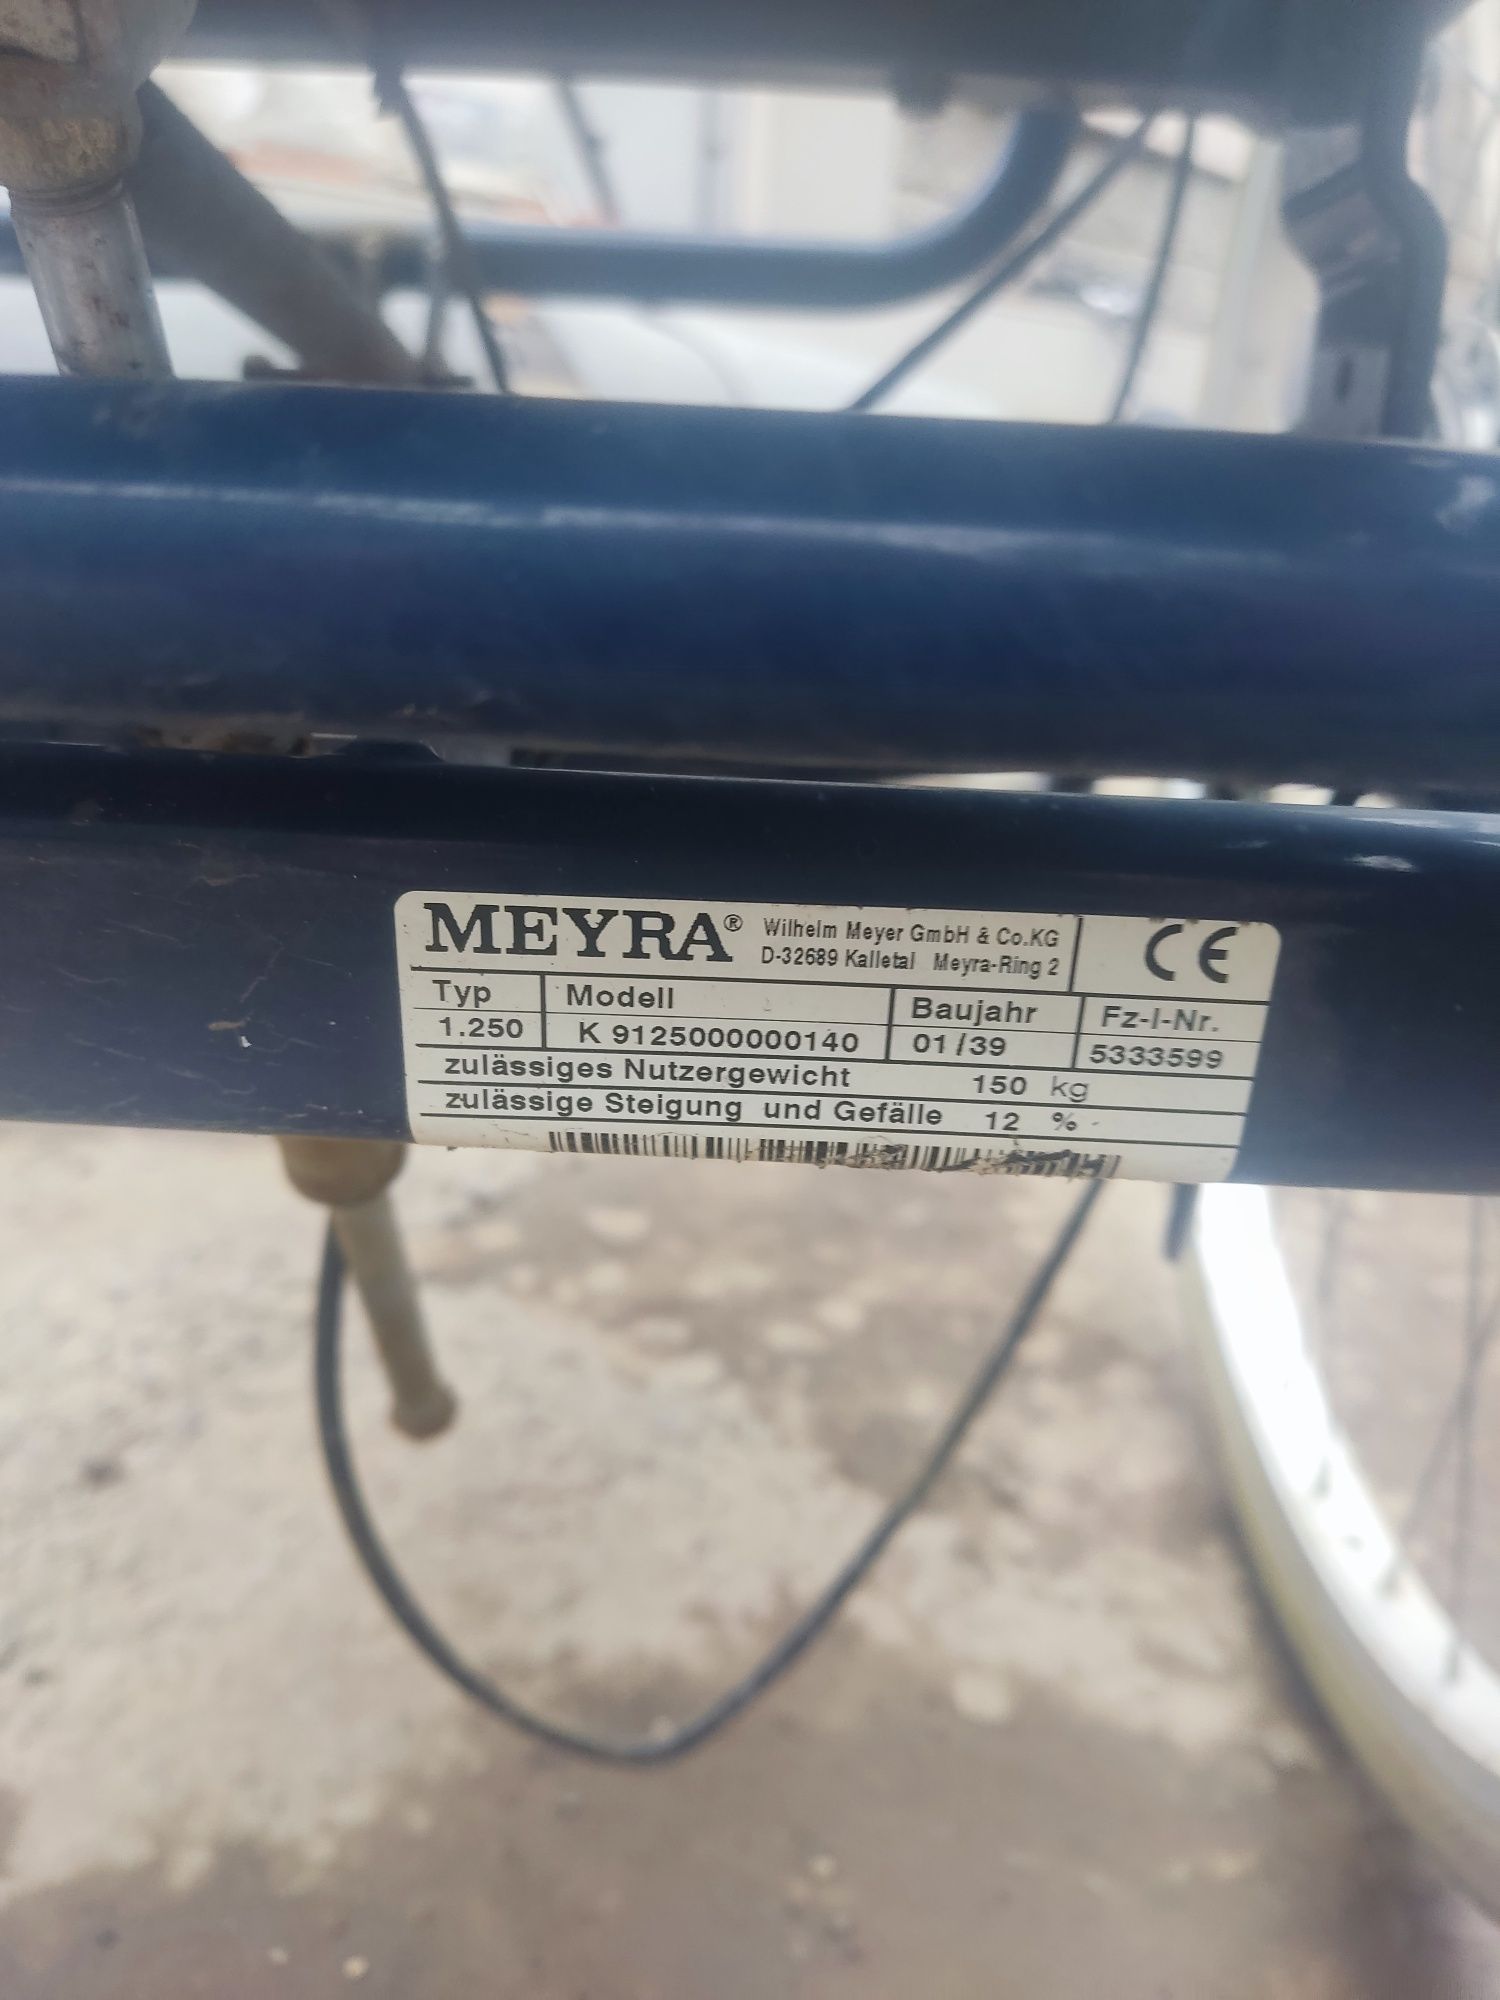 MEYRA® Wilhelm Meyer GmbH & Co.KG
D-32689 Kalletal Meyra-Ring 2
CE
Typ Modell Baujahr Fz-I-Nr.
1.250 K 9125000000140 01/39 5333599
zulässiges Nutzergewicht 150 kg
zulässige Steigung und Gefälle 12 %